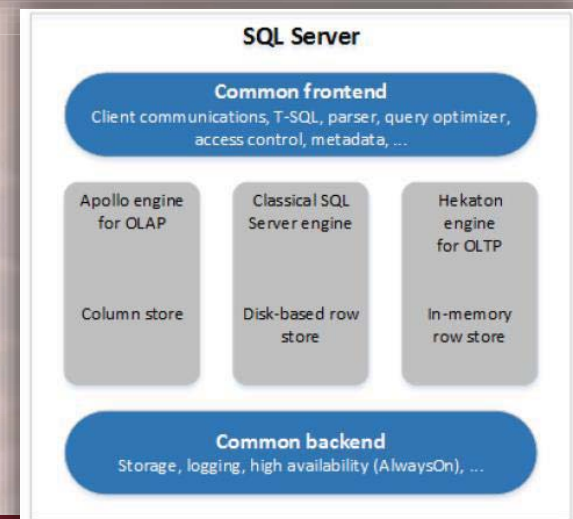 SQL Server
Common frontend
Client communications, T-SQL, parser, query optimizer,
access control, metadata, ...
Apollo engine
for OLAP
Column store
Classical SQL
Server engine
Disk-based row
store
Hekaton
engine
for OLTP
In-memory
row store
Common backend
Storage, logging, high availability (AlwaysOn), ...